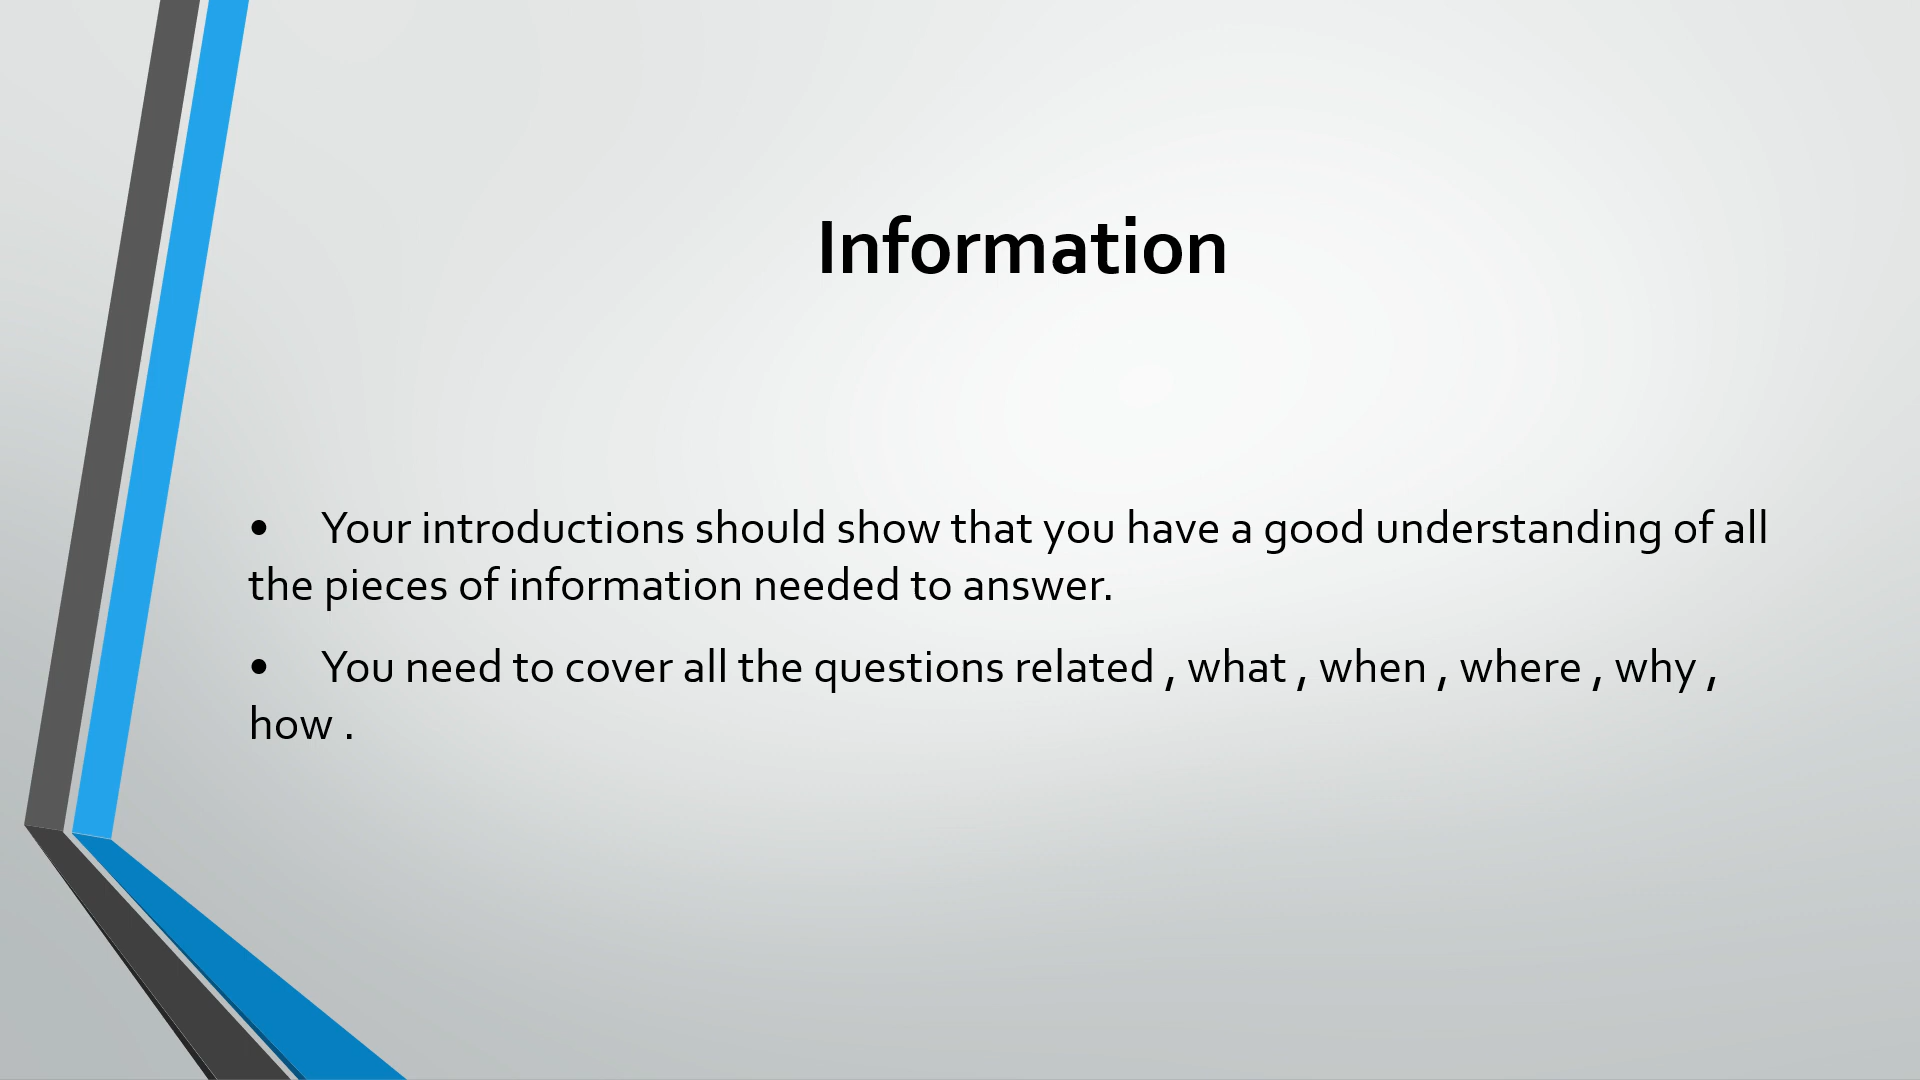 Information
• Your introductions should show that you have a good understanding of all
the pieces of information needed to answer.
• You need to cover all the questions related , what , when , where , why ,
how .